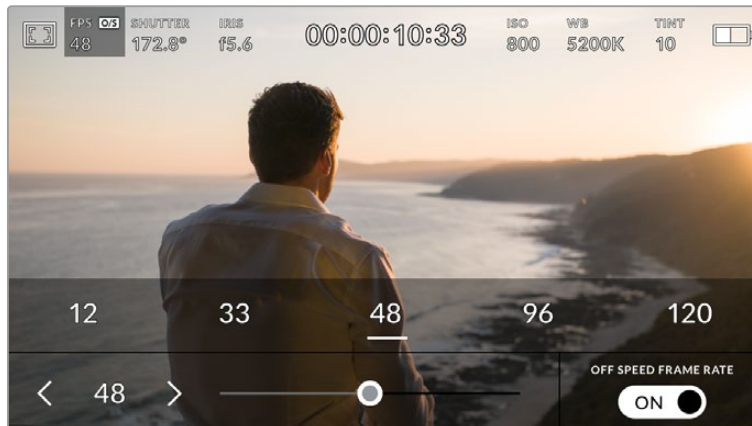 FPS O/S SHUTTER IRIS 00:00:10:33 ISO WB TINT
48 172.8° f5.6 800 5200K 10
12 33 48 96 120
OFF SPEED FRAME RATE
48 ON